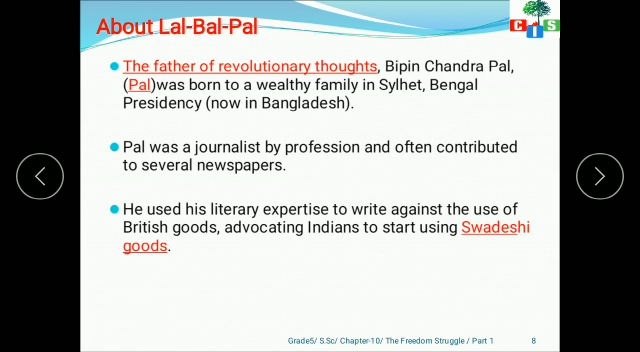 About Lal-Bal-Pal
C I S
The father of revolutionary thoughts, Bipin Chandra Pal,
(Pal)was born to a wealthy family in Sylhet, Bengal
Presidency (now in Bangladesh).
Pal was a journalist by profession and often contributed
to several newspapers.
He used his literary expertise to write against the use of
British goods, advocating Indians to start using Swadeshi
goods.
Grade5/ S.Sc/ Chapter-10/ The Freedom Struggle / Part 1 8